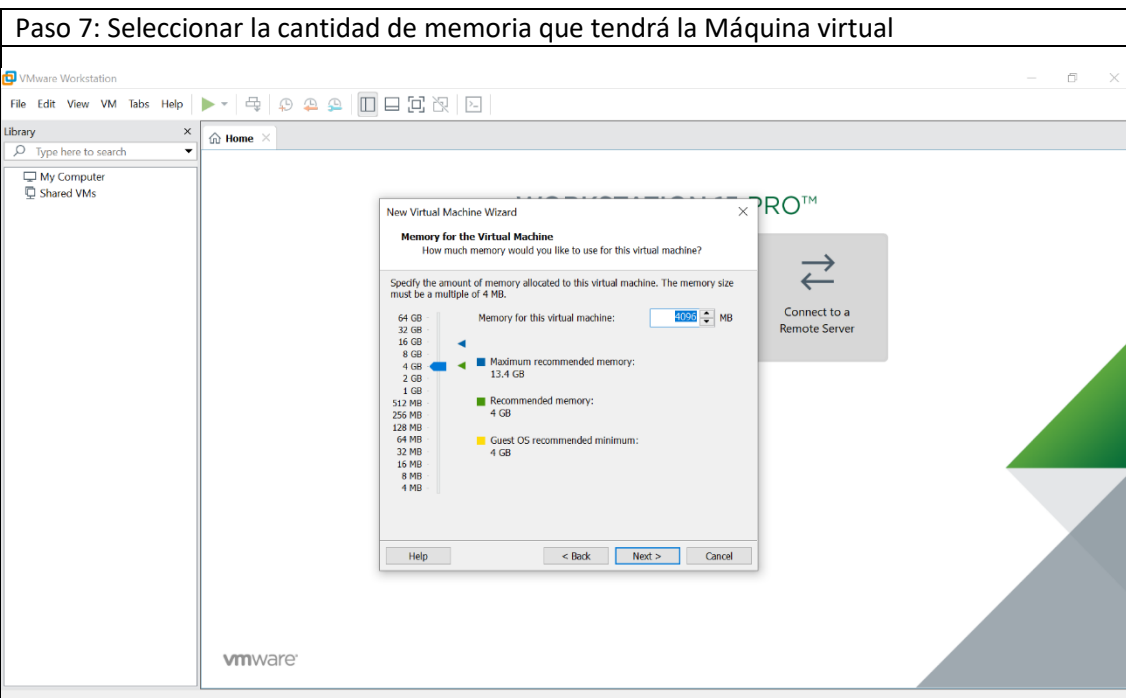 Paso 7: Seleccionar la cantidad de memoria que tendrá la Máquina virtual
VMware Workstation
File Edit View VM Tabs Help
Library
Home
Type here to search
My Computer
Shared VMs
PRO™
New Virtual Machine Wizard
Memory for the Virtual Machine
How much memory would you like to use for this virtual machine?
Specify the amount of memory allocated to this virtual machine. The memory size
must be a multiple of 4 MB.
64 GB
32 GB
16 GB
8 GB
4 GB
2 GB
1 GB
512 MB
256 MB
128 MB
64 MB
32 MB
16 MB
8 MB
4 MB
Memory for this virtual machine: 4096 MB
Maximum recommended memory:
13.4 GB
Recommended memory:
4 GB
Guest OS recommended minimum:
4 GB
Help
< Back
Next >
Cancel
Connect to a
Remote Server
vmware